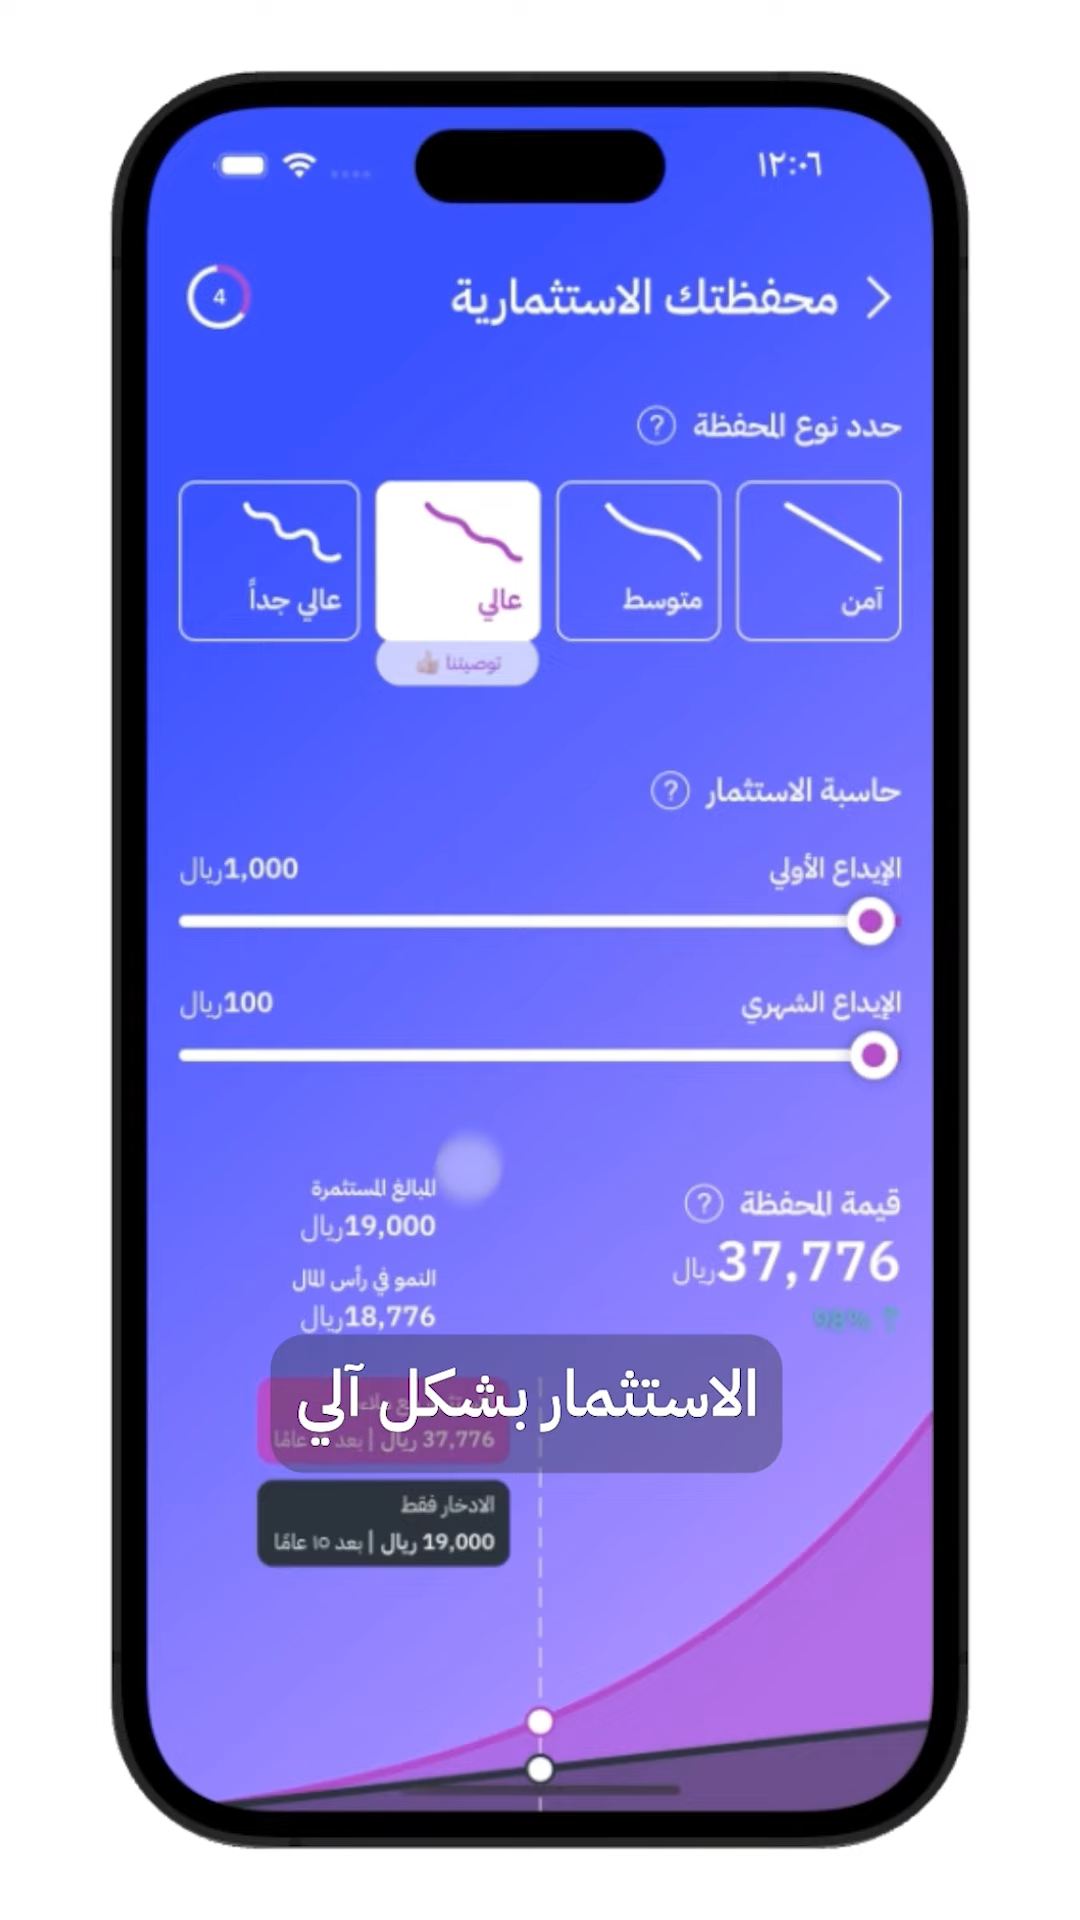 ١٢:٠٦
محفظتك الاستثمارية
4
حدد نوع المحفظة ?
آمن
متوسط
عالي
عالي جداً
توصيتنا 👍
حاسبة الاستثمار ?
الإيداع الأولي
1,000ريال
الإيداع الشهري
100ريال
قيمة المحفظة ?
37,776ريال
98%
المبالغ المستثمرة
19,000ريال
النمو في رأس المال
18,776ريال
الاستثمار بشكل آلي
37,776 ريال | بعد عامًا
الادخار فقط
19,000 ريال | بعد ١٥ عامًا